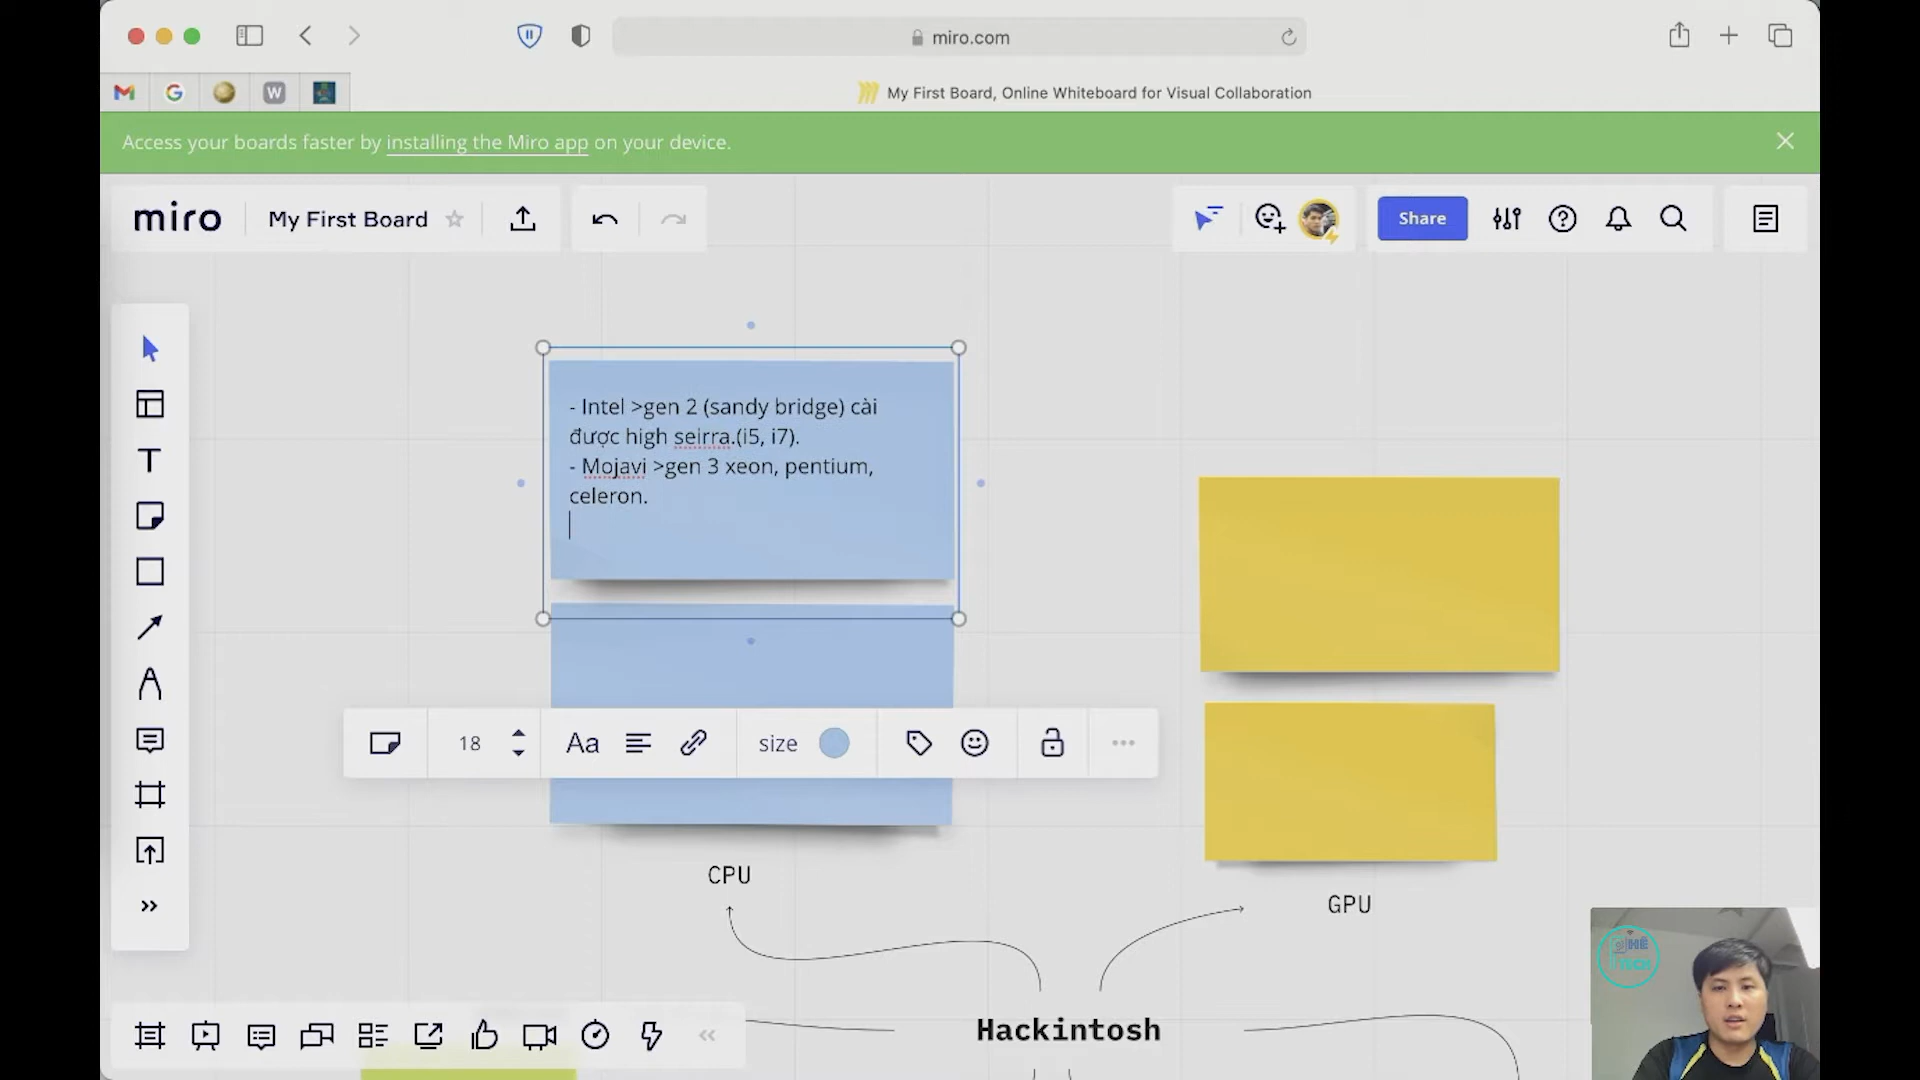 miro.com
W
My First Board, Online Whiteboard for Visual Collaboration
Access your boards faster by installing the Miro app on your device.
miro
My First Board
Share
- Intel >gen 2 (sandy bridge) cài
được high seirra.(i5, i7).
- Mojavi >gen 3 xeon, pentium,
celeron.
18
Aa
size
CPU
GPU
Hackintosh
TECH